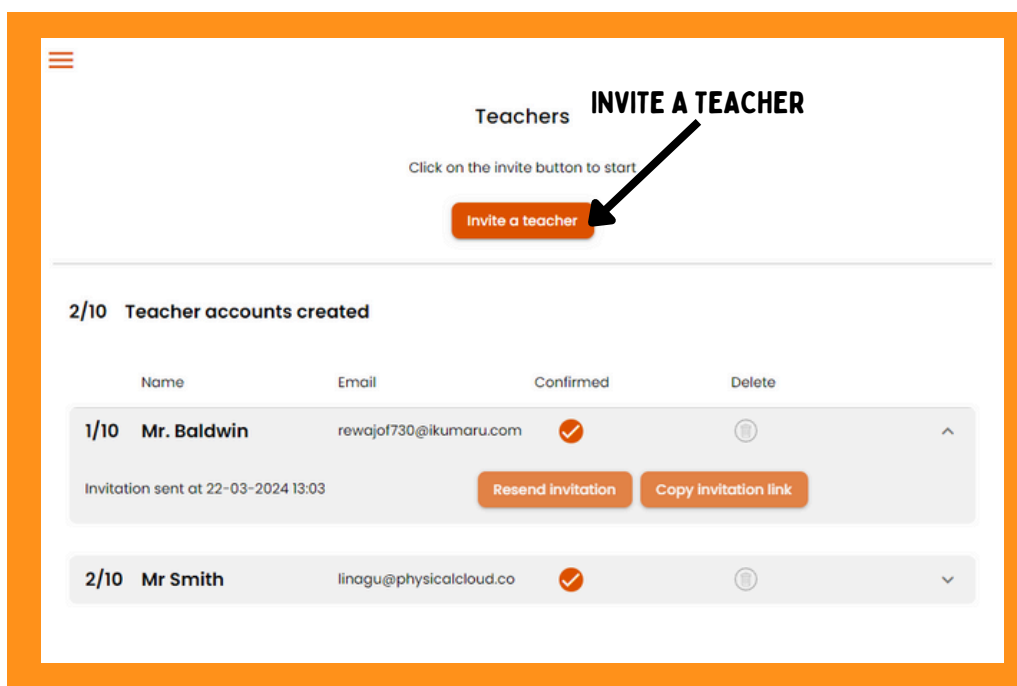 INVITE A TEACHER
Teachers
Click on the invite button to start
Invite a teacher
2/10 Teacher accounts created
Name Email Confirmed Delete
1/10 Mr. Baldwin rewajof730@ikumaru.com
Invitation sent at 22-03-2024 13:03 Resend invitation Copy invitation link
2/10 Mr Smith linagu@physicalcloud.co